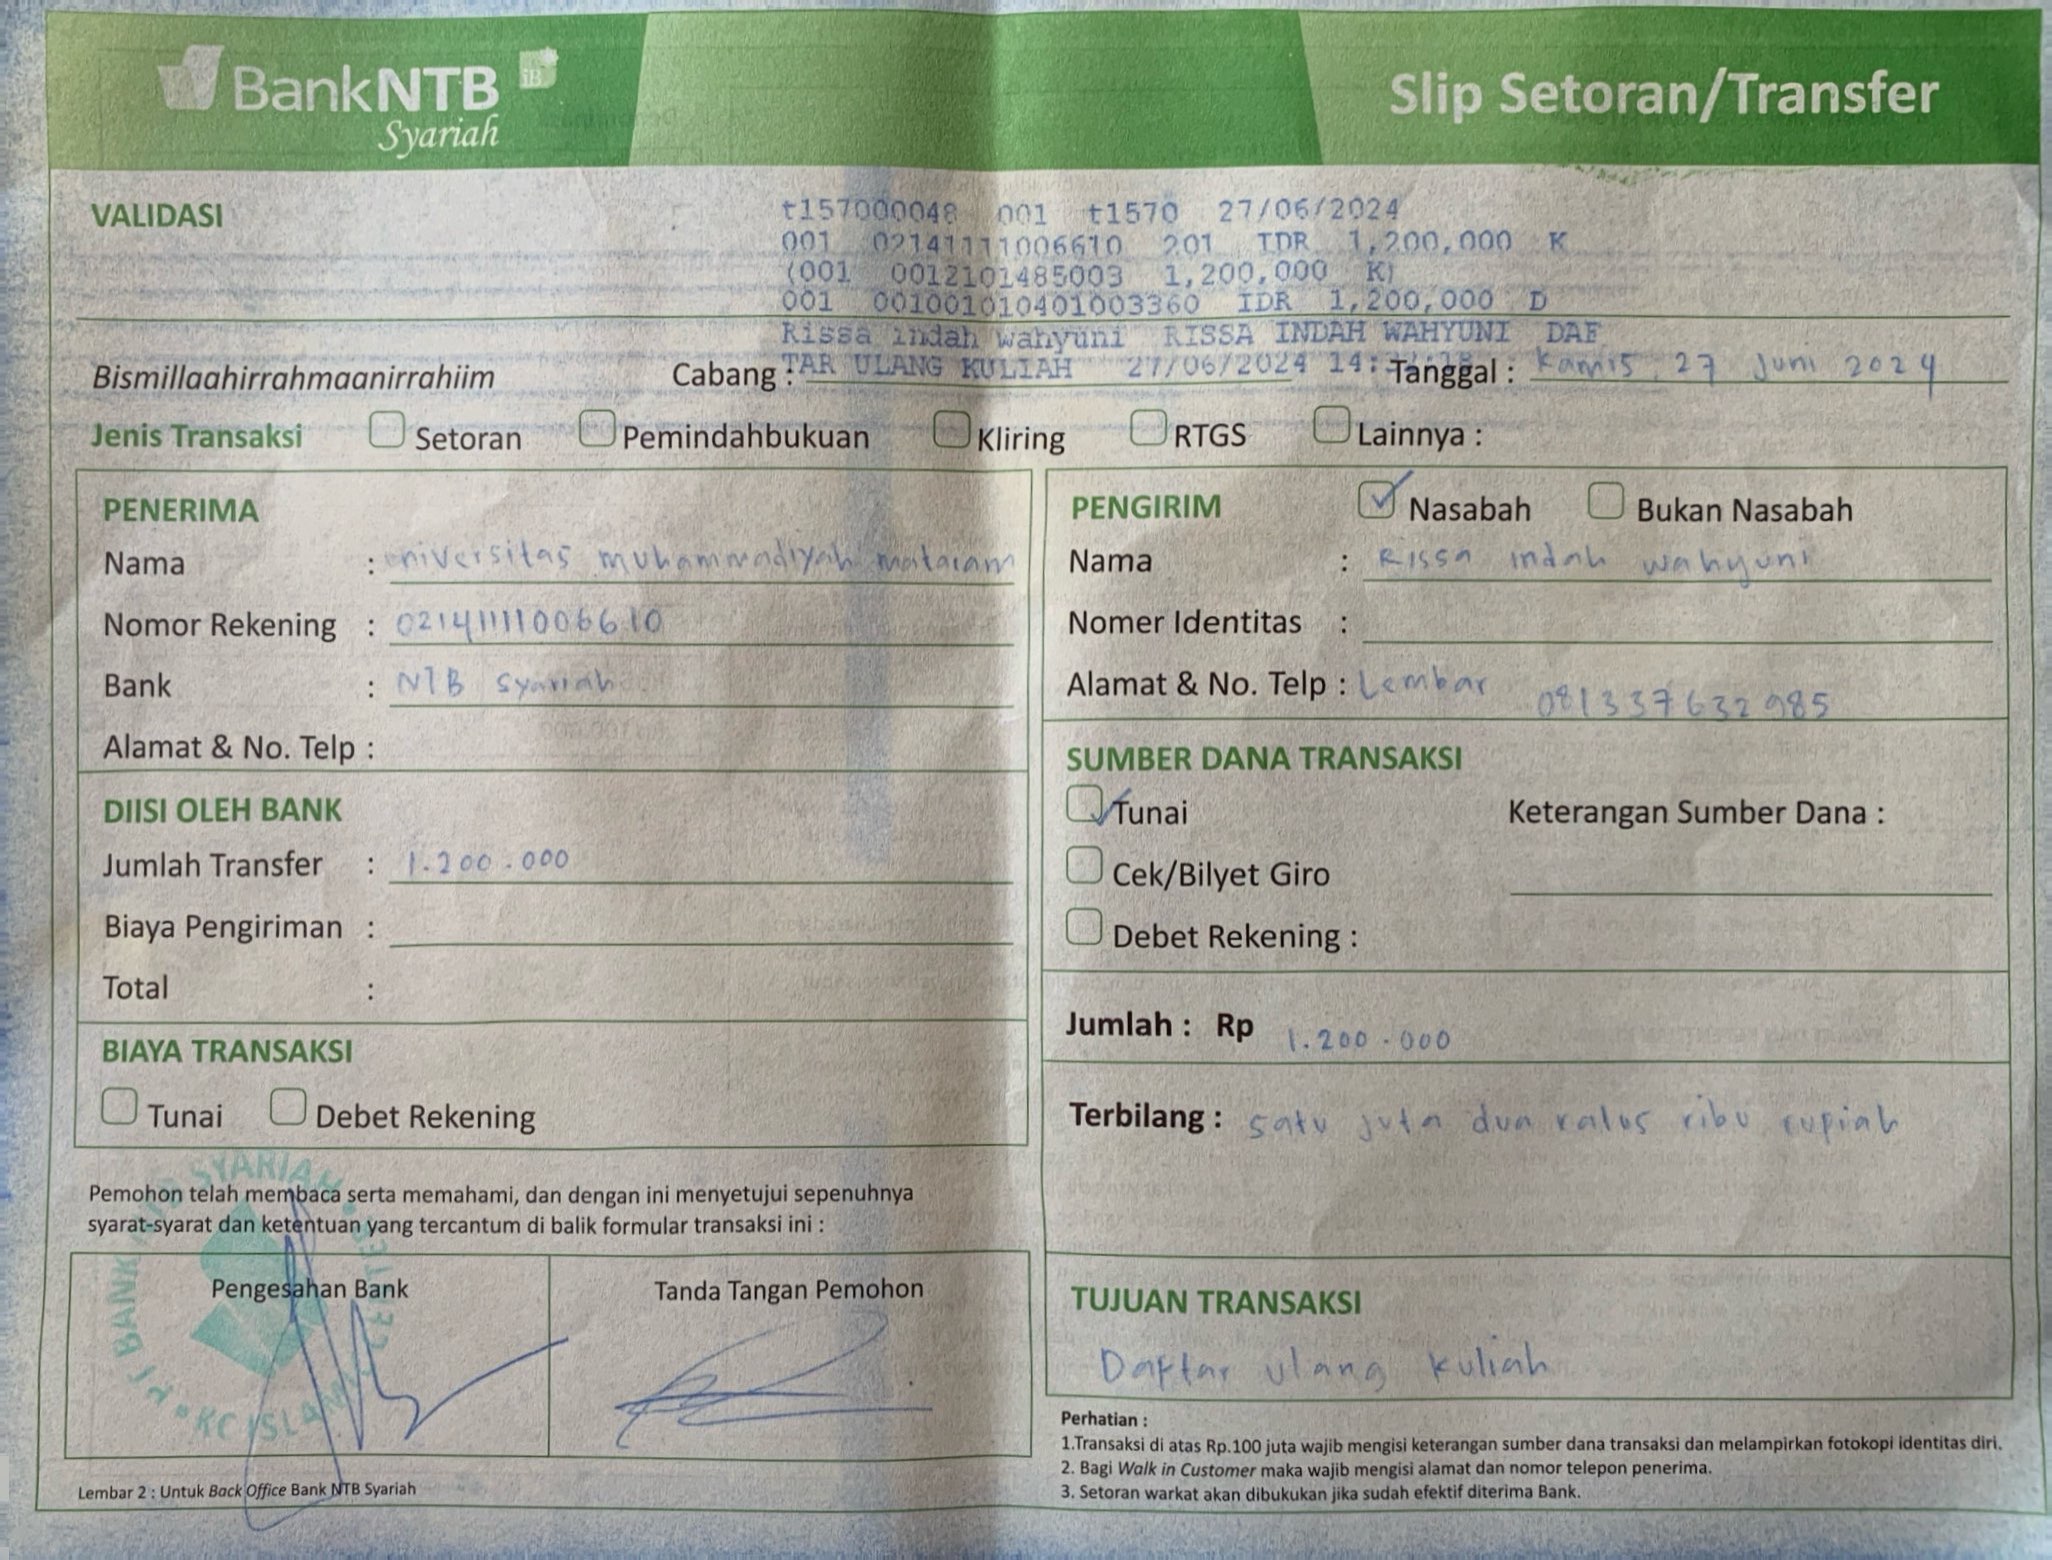 BankNTB iB
Syariah
Slip Setoran/Transfer
VALIDASI
t157000048 001 t1570 27/06/2024
001 02141111006610 201 IDR 1,200,000 K
(001 0012101485003 1,200,000 K)
001 001001010401003360 IDR 1,200,000 D
Rissa indah wahyuni RISSA INDAH WAHYUNI DAF
TAR ULANG KULIAH 27/06/2024 14:
Bismillaahirrahmaanirrahiim Cabang : Tanggal : Kamis, 27 Juni 2024
Jenis Transaksi Setoran Pemindahbukuan Kliring RTGS Lainnya :
PENERIMA
Nama : universitas muhammadiyah mataram
Nomor Rekening : 02141111006610
Bank : NTB Syariah
Alamat & No. Telp :
DIISI OLEH BANK
Jumlah Transfer : 1.200.000
Biaya Pengiriman :
Total :
BIAYA TRANSAKSI
Tunai Debet Rekening
Pemohon telah membaca serta memahami, dan dengan ini menyetujui sepenuhnya
syarat-syarat dan ketentuan yang tercantum di balik formular transaksi ini :
Pengesahan Bank Tanda Tangan Pemohon
Lembar 2 : Untuk Back Office Bank NTB Syariah
PENGIRIM Nasabah Bukan Nasabah
Nama : Rissa indah wahyuni
Nomer Identitas :
Alamat & No. Telp : Lembar 081337632985
SUMBER DANA TRANSAKSI
Tunai Keterangan Sumber Dana :
Cek/Bilyet Giro
Debet Rekening :
Jumlah : Rp 1.200.000
Terbilang : satu juta dua ratus ribu rupiah
TUJUAN TRANSAKSI
Daftar ulang kuliah
Perhatian :
1.Transaksi di atas Rp.100 juta wajib mengisi keterangan sumber dana transaksi dan melampirkan fotokopi identitas diri.
2. Bagi Walk in Customer maka wajib mengisi alamat dan nomor telepon penerima.
3. Setoran warkat akan dibukukan jika sudah efektif diterima Bank.